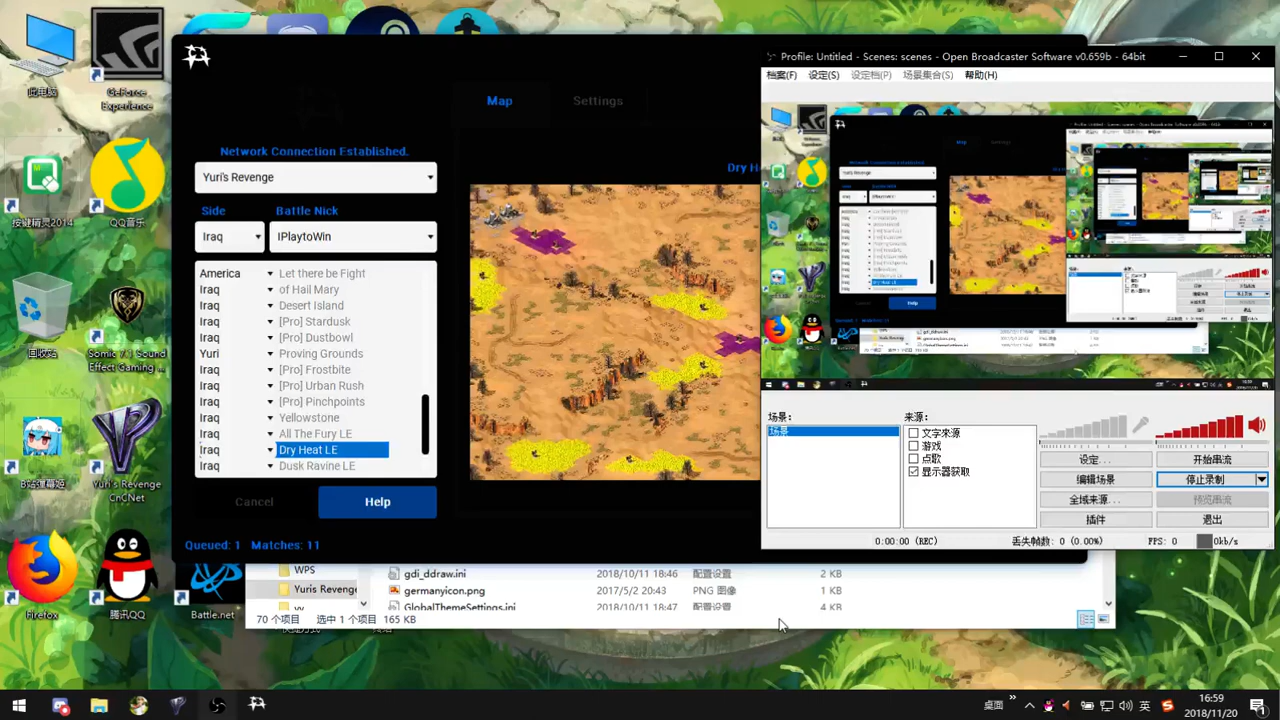 此电脑
GeForce
Experience
按键精灵2014
QQ音乐
回收站
Somic 7.1 Sound
Effect Gaming ...
B站弹幕姬
Yuri's Revenge
CnCNet
Firefox
腾讯QQ
Battle.net
Map
Settings
Network Connection Established.
Yuri's Revenge
Side
Battle Nick
Iraq
IPlaytoWin
America
Let there be Fight
Iraq
of Hail Mary
Iraq
Desert Island
Iraq
[Pro] Stardusk
Iraq
[Pro] Dustbowl
Yuri
Proving Grounds
Iraq
[Pro] Frostbite
Iraq
[Pro] Urban Rush
Iraq
[Pro] Pinchpoints
Iraq
Yellowstone
Iraq
All The Fury LE
Iraq
Dry Heat LE
Iraq
Dusk Ravine LE
Cancel
Help
Queued: 1 Matches: 11
Dry H
Profile: Untitled - Scenes: scenes - Open Broadcaster Software v0.659b - 64bit
档案(F)
设定(S)
设定档(P)
场景集合(S)
帮助(H)
场景:
场景
来源:
文字来源
游戏
点歌
显示器获取
设定...
开始串流
编辑场景
停止录制
全域来源...
预览串流
插件
退出
0:00:00 (REC)
丢失帧数: 0 (0.00%)
FPS: 0
0kb/s
WPS
Yuris Revenge
yy
gdi_ddraw.ini
2018/10/11 18:46
配置设置
2 KB
germanyicon.png
2017/5/2 20:43
PNG 图像
1 KB
GlobalThemeSettings.ini
2018/10/11 18:47
配置设置
4 KB
70 个项目
选中 1 个项目 165 KB
桌面
英
16:59
2018/11/20